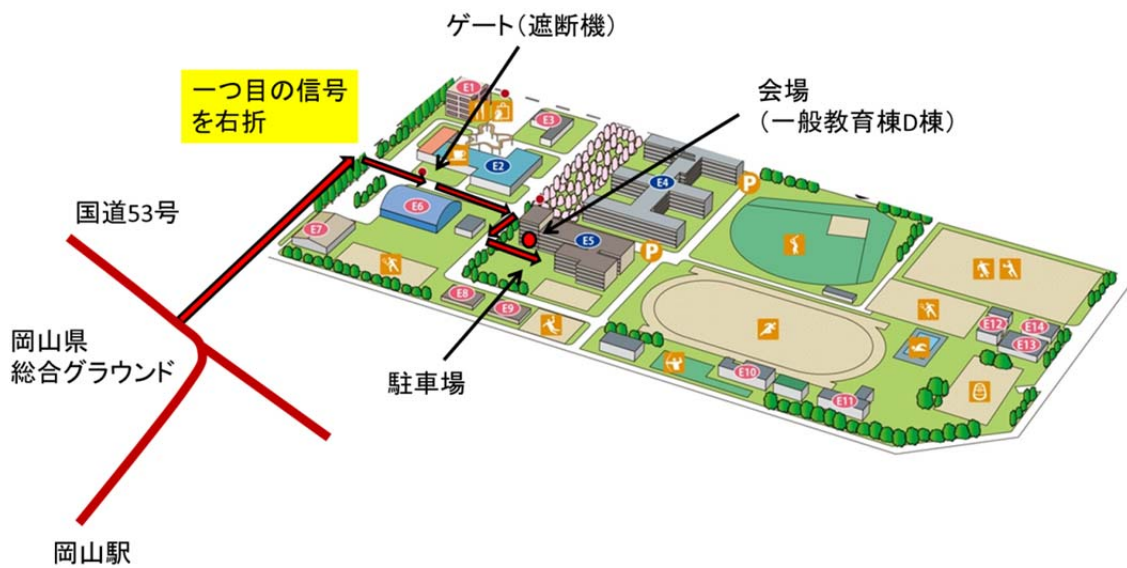 ゲート（遮断機）
一つ目の信号
を右折
会場
（一般教育棟D棟）
国道53号
岡山県
総合グラウンド
駐車場
岡山駅
E1
E3
E2
E4
E6
E7
E5
P
P
E8
E9
E10
E11
E12
E14
E13